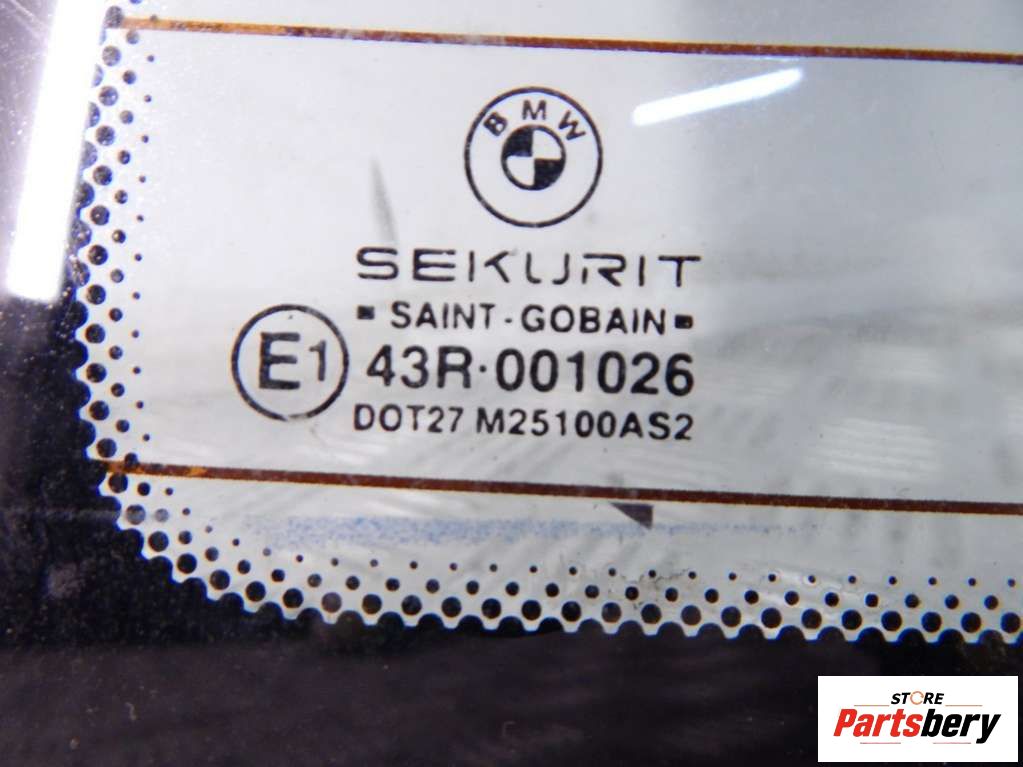 BMW
SEKURIT
SAINT-GOBAIN
E1 43R·001026
DOT27 M25100AS2
STORE
Partsbery